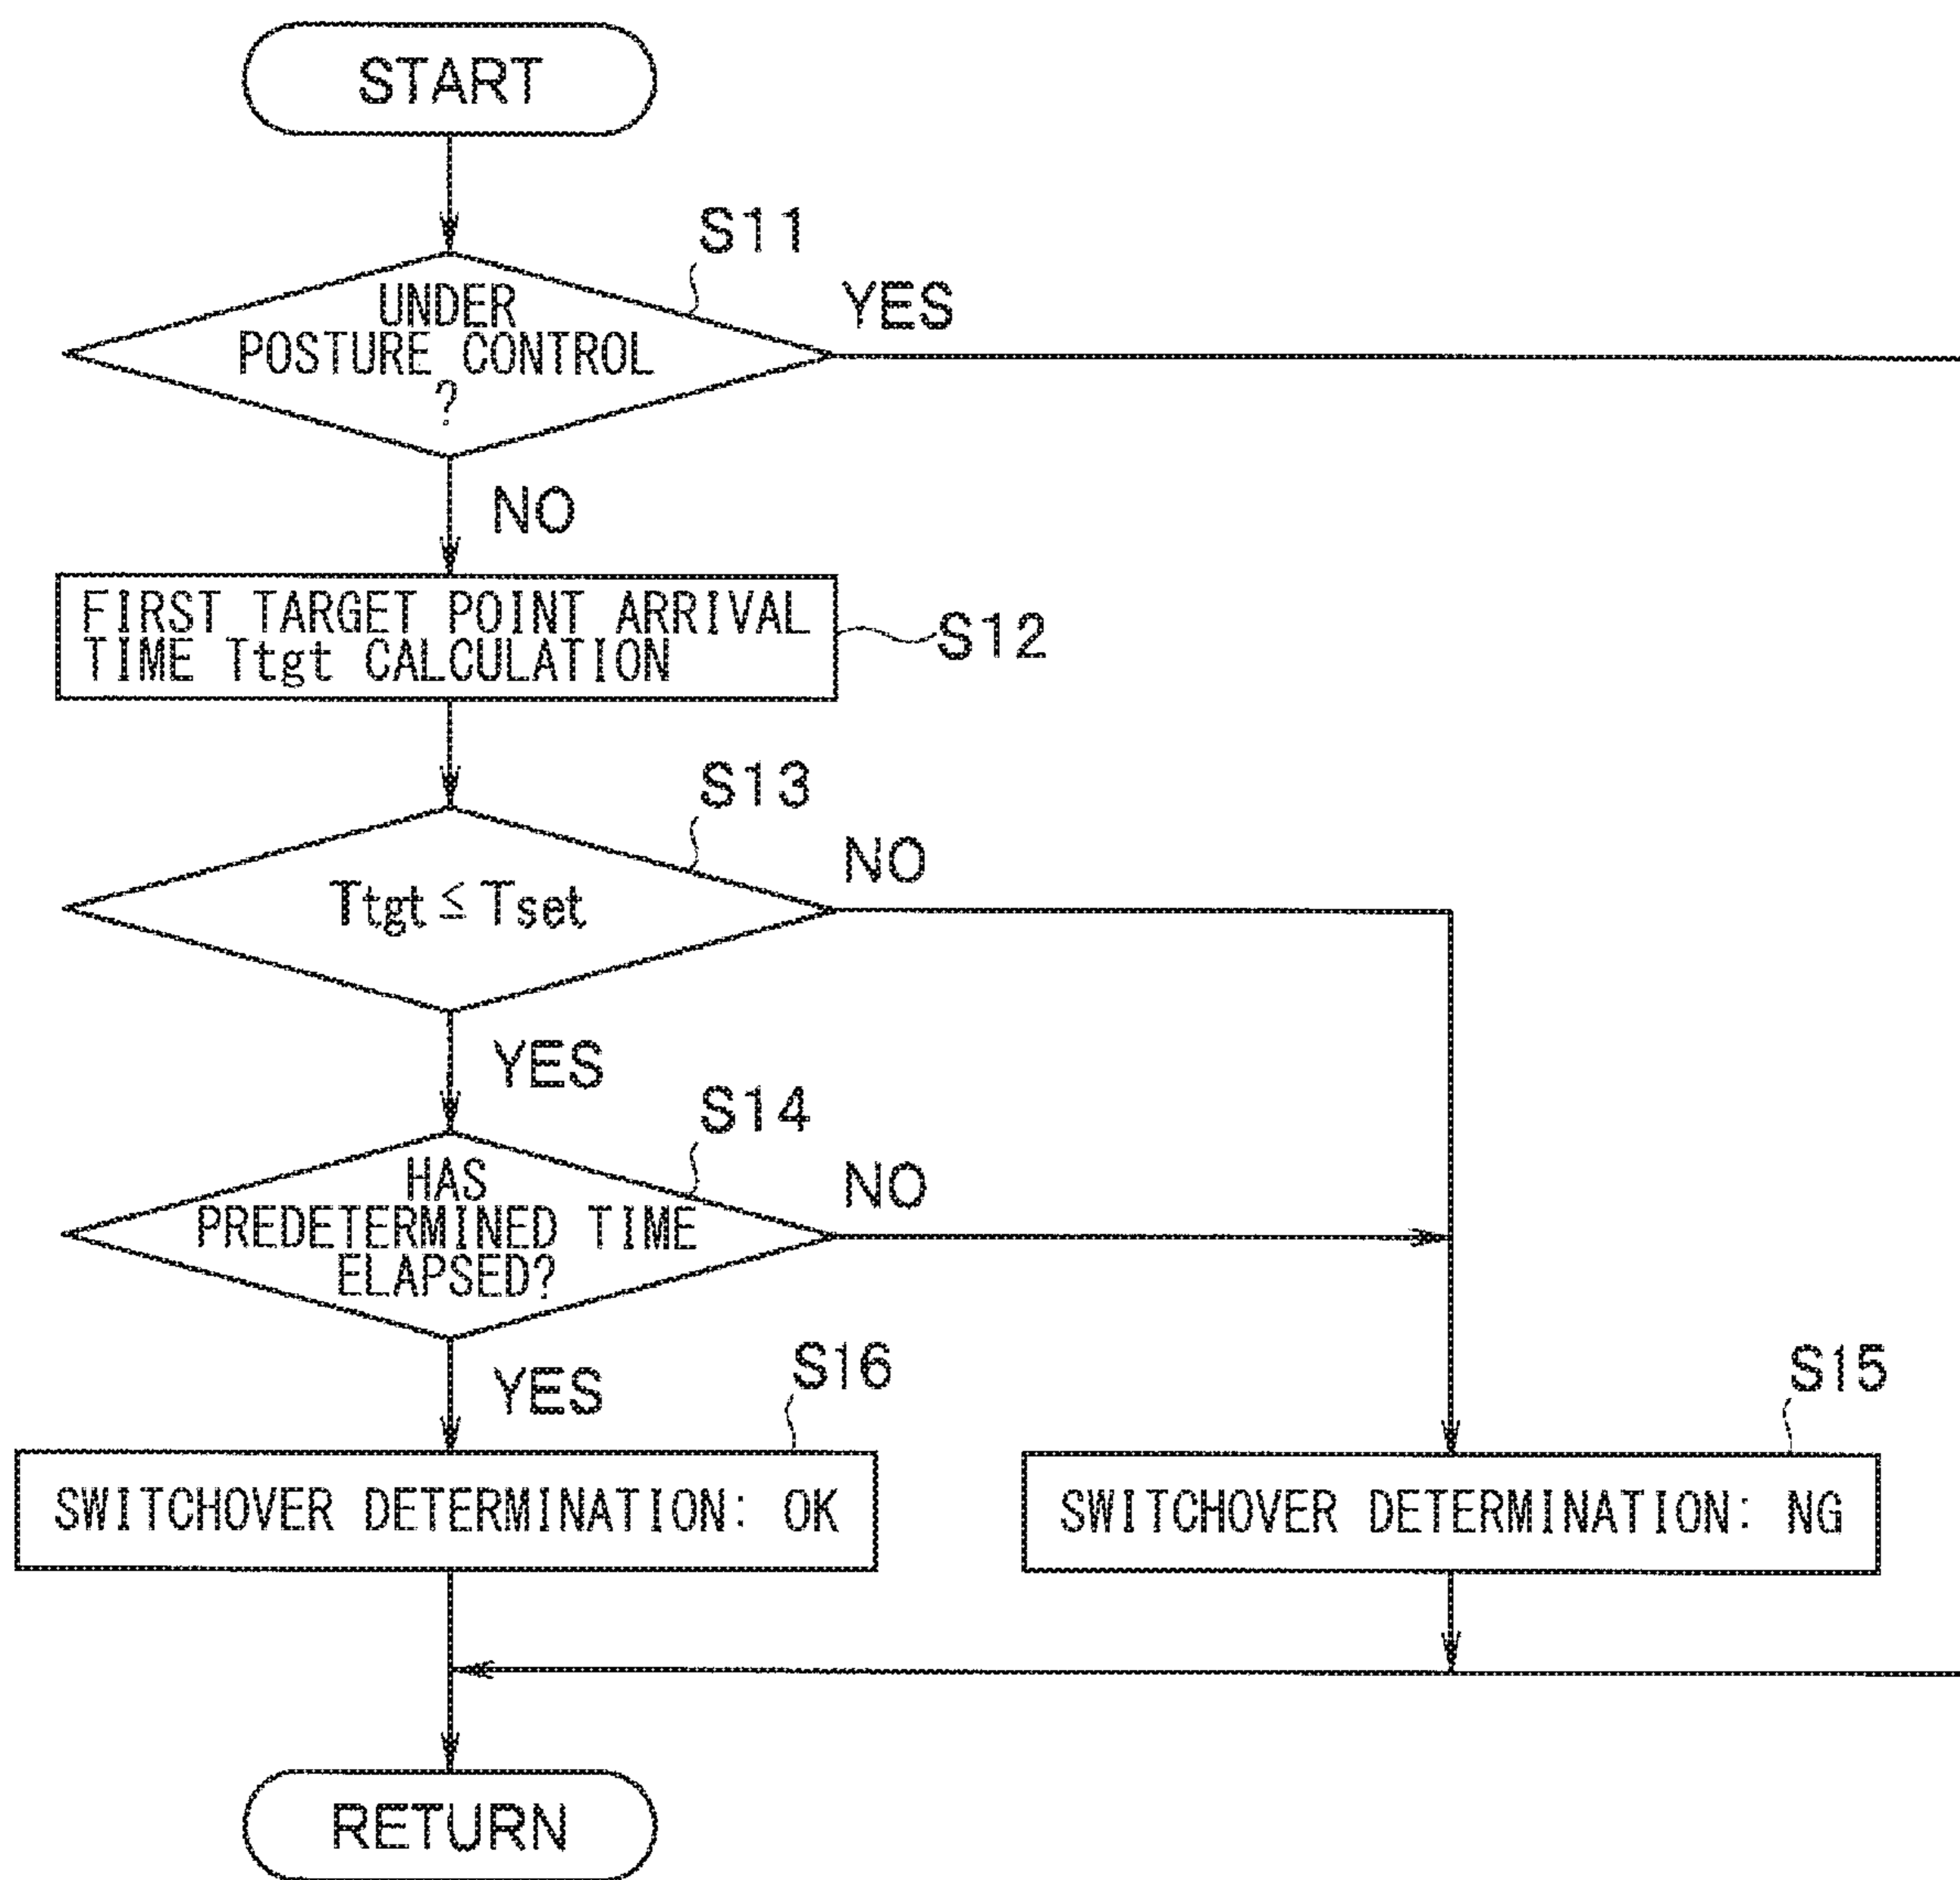 START
S11
UNDER
POSTURE CONTROL
?
YES
NO
FIRST TARGET POINT ARRIVAL
TIME Ttgt CALCULATION
S12
S13
Ttgt ≤ Tset
NO
YES
S14
HAS
PREDETERMINED TIME
ELAPSED?
NO
YES
S16
SWITCHOVER DETERMINATION: OK
S15
SWITCHOVER DETERMINATION: NG
RETURN